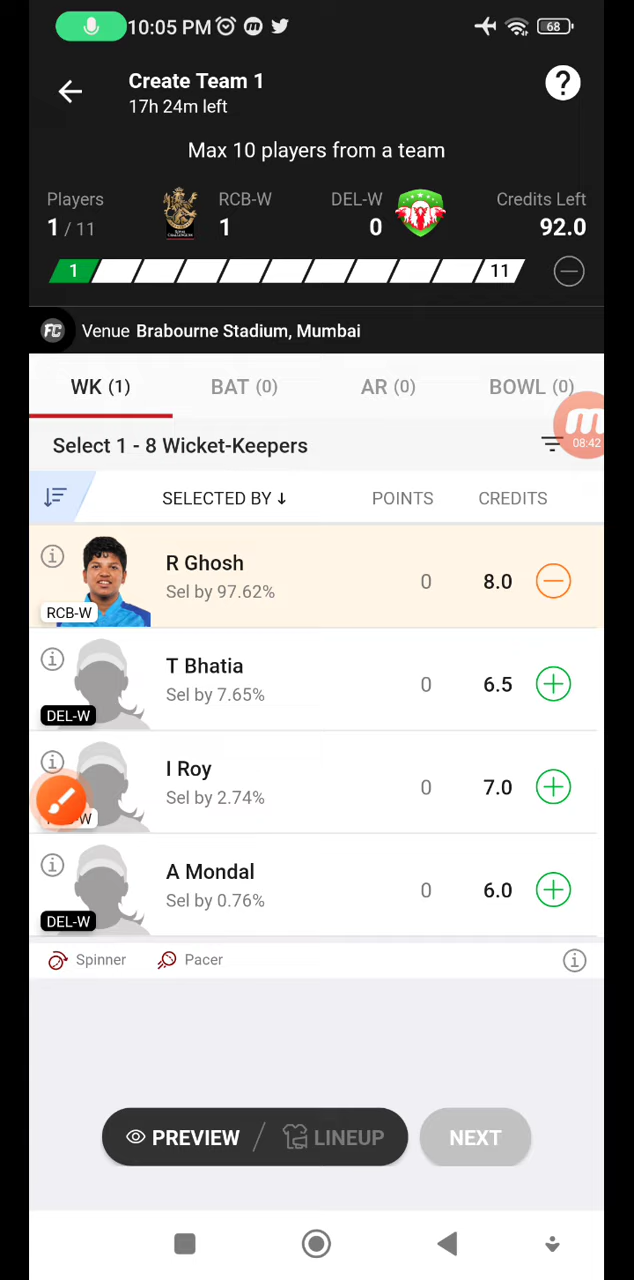 10:05 PM
68
Create Team 1
17h 24m left
?
Max 10 players from a team
Players RCB-W DEL-W Credits Left
1 / 11 1 0 92.0
1 11
FC Venue Brabourne Stadium, Mumbai
WK (1) BAT (0) AR (0) BOWL (0)
08:42
Select 1 - 8 Wicket-Keepers
SELECTED BY ↓ POINTS CREDITS
R Ghosh
Sel by 97.62% 0 8.0
RCB-W
T Bhatia
Sel by 7.65% 0 6.5
DEL-W
I Roy
Sel by 2.74% 0 7.0
A Mondal
Sel by 0.76% 0 6.0
DEL-W
Spinner Pacer
PREVIEW / LINEUP NEXT